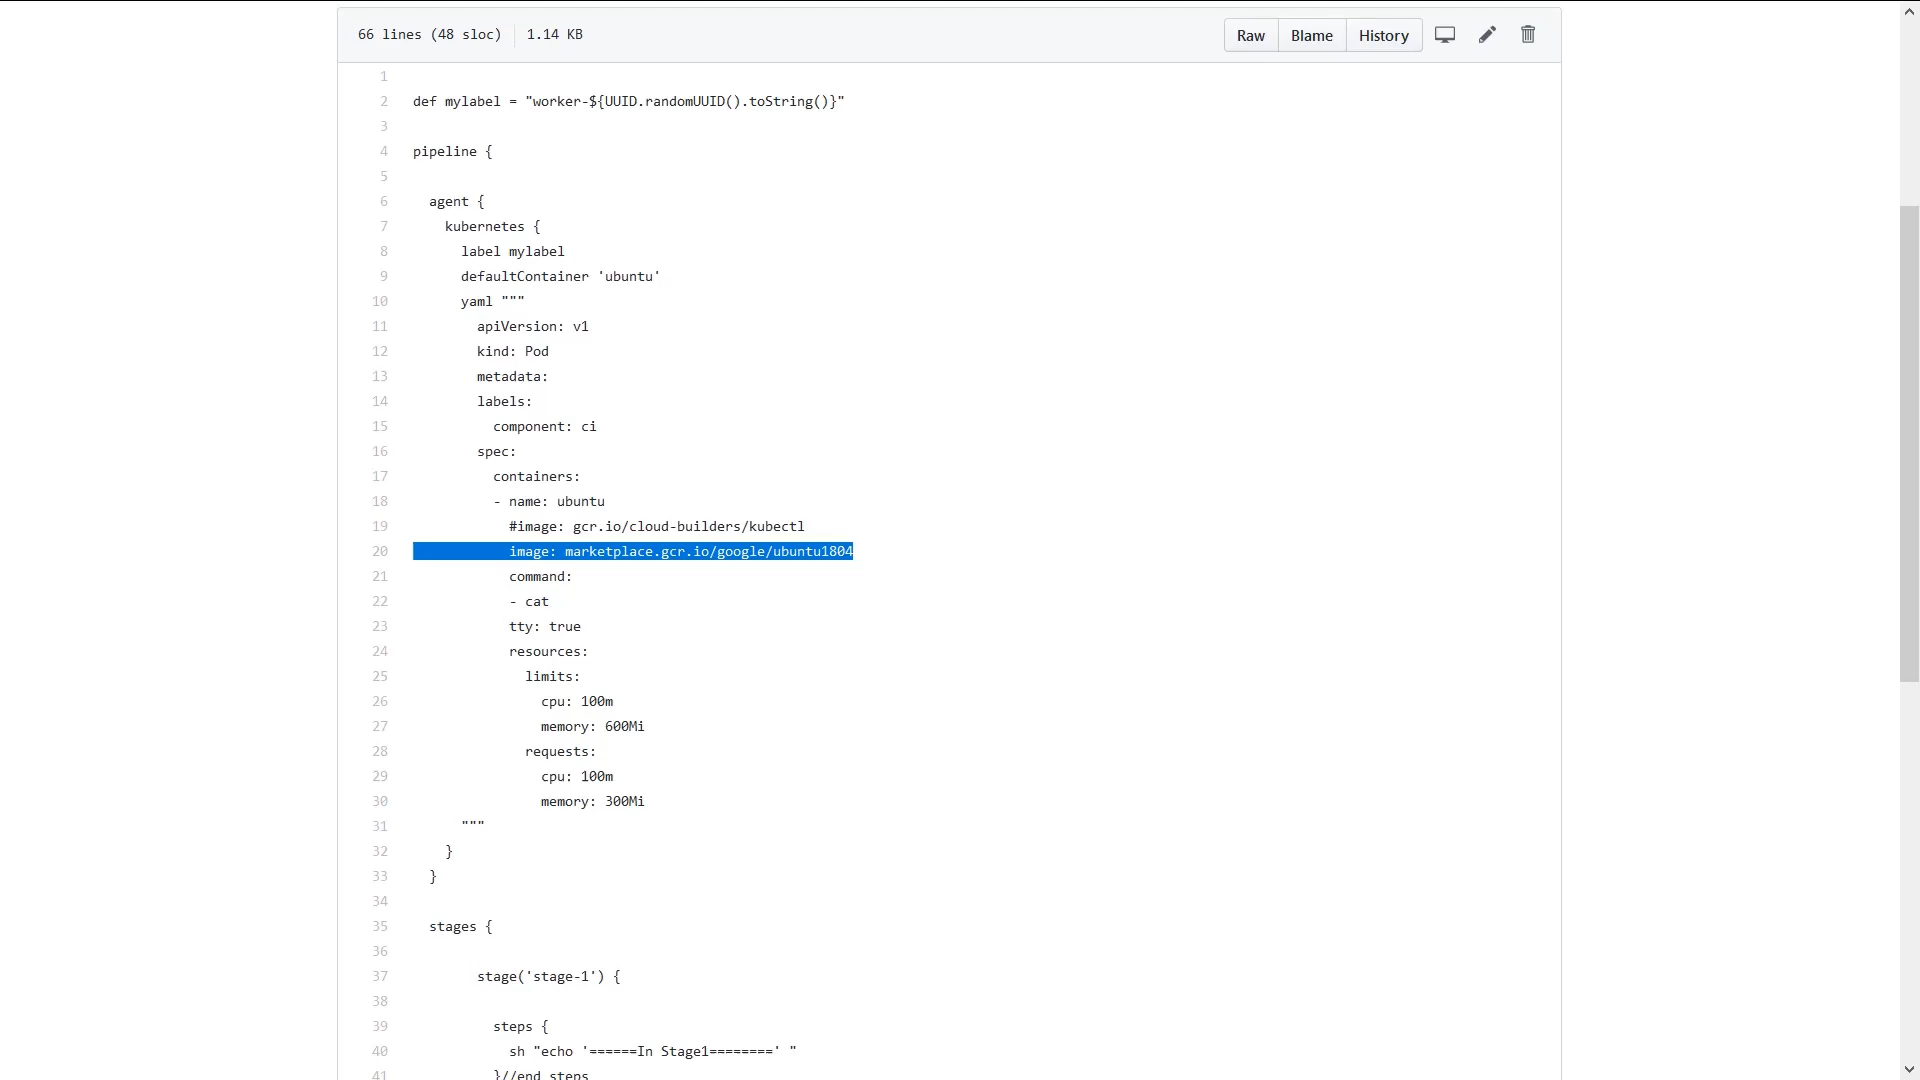 66 lines (48 sloc) 1.14 KB Raw Blame History
1
2 def mylabel = "worker-${UUID.randomUUID().toString()}"
3
4 pipeline {
5
6 agent {
7 kubernetes {
8 label mylabel
9 defaultContainer 'ubuntu'
10 yaml """
11 apiVersion: v1
12 kind: Pod
13 metadata:
14 labels:
15 component: ci
16 spec:
17 containers:
18 - name: ubuntu
19 #image: gcr.io/cloud-builders/kubectl
20 image: marketplace.gcr.io/google/ubuntu1804
21 command:
22 - cat
23 tty: true
24 resources:
25 limits:
26 cpu: 100m
27 memory: 600Mi
28 requests:
29 cpu: 100m
30 memory: 300Mi
31 """
32 }
33 }
34
35 stages {
36
37 stage('stage-1') {
38
39 steps {
40 sh "echo '======In Stage1========' "
41 }//end steps